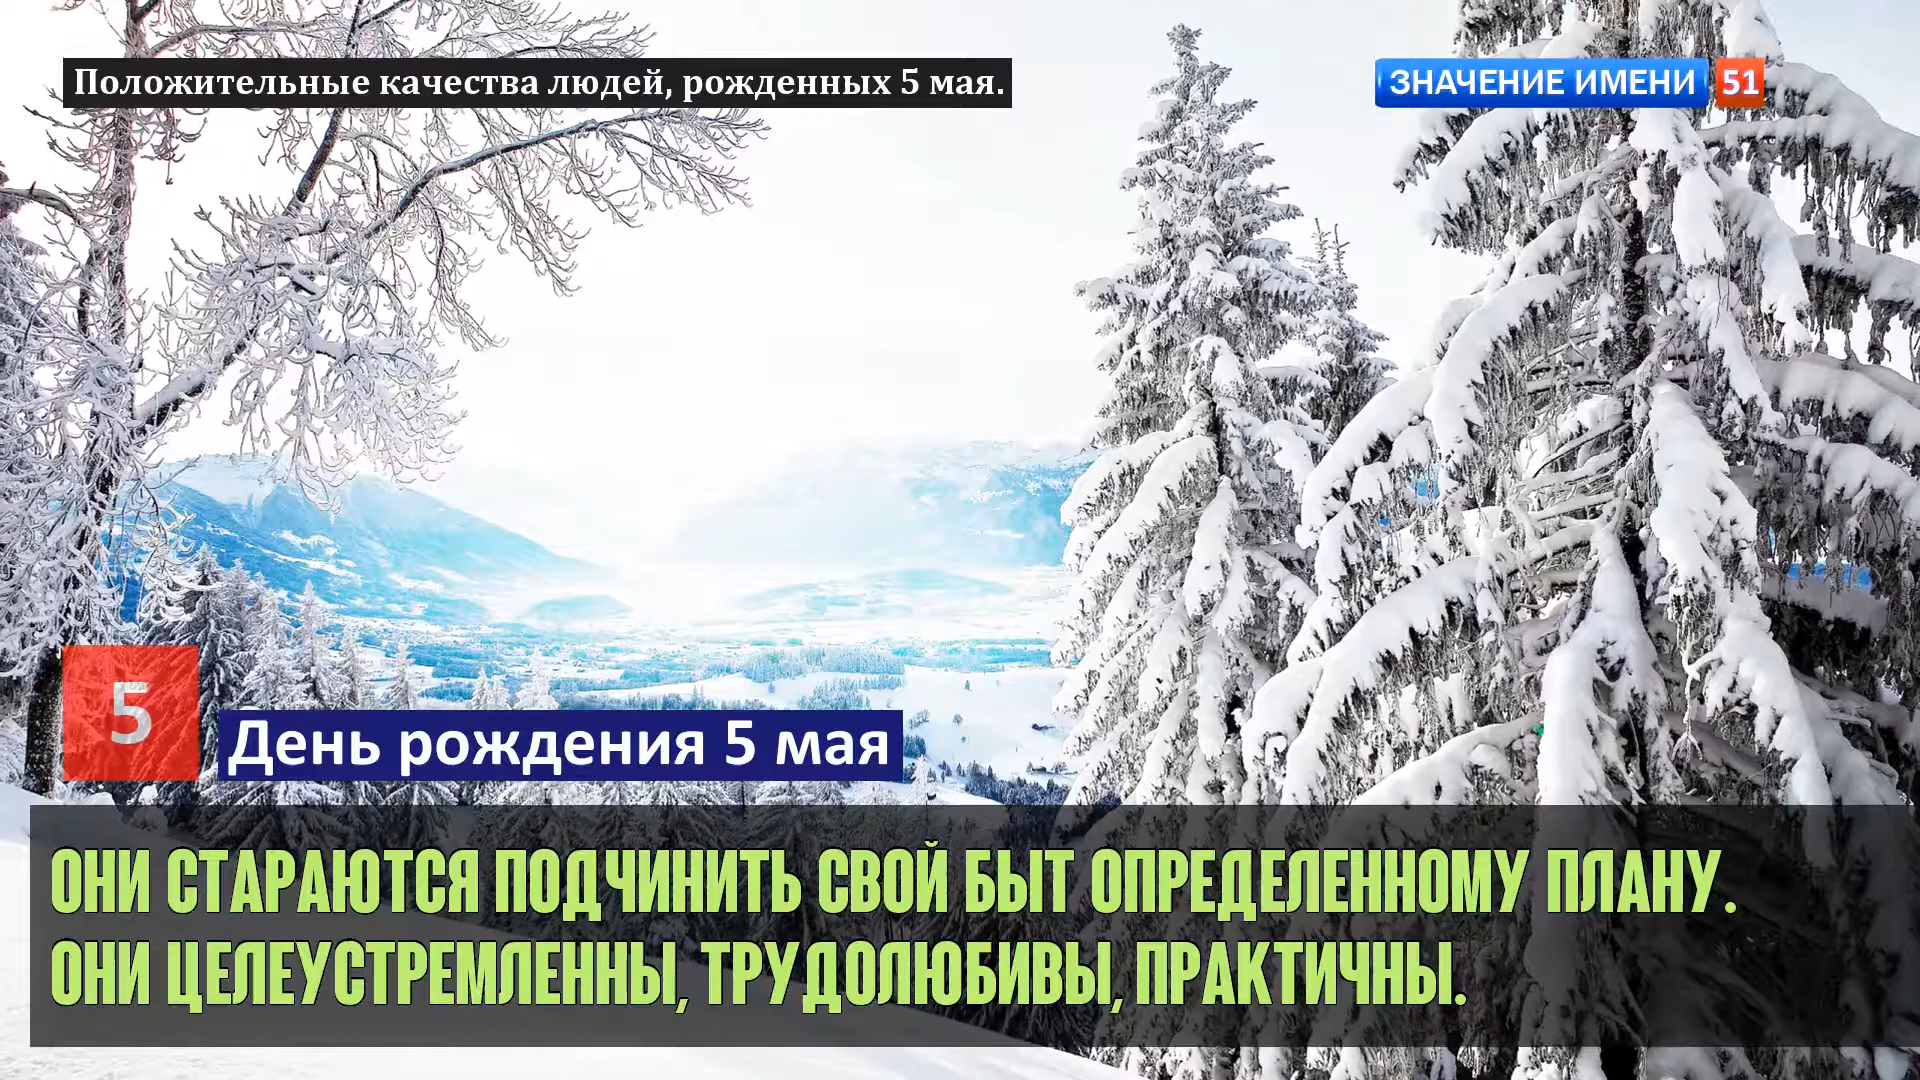 Положительные качества людей, рожденных 5 мая.
ЗНАЧЕНИЕ ИМЕНИ 51
5
День рождения 5 мая
ОНИ СТАРАЮТСЯ ПОДЧИНИТЬ СВОЙ БЫТ ОПРЕДЕЛЕННОМУ ПЛАНУ.
ОНИ ЦЕЛЕУСТРЕМЛЕННЫ, ТРУДОЛЮБИВЫ, ПРАКТИЧНЫ.